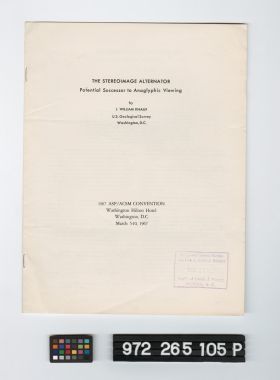 THE STEREOIMAGE ALTERNATOR
Potential Successor to Anaglyphic Viewing
by
J. WILLIAM KNAUF
U.S. Geological Survey
Washington, D.C.
1967 ASP/ACSM CONVENTION
Washington Hilton Hotel
Washington, D.C
March 5-10, 1967
972 265 105 P